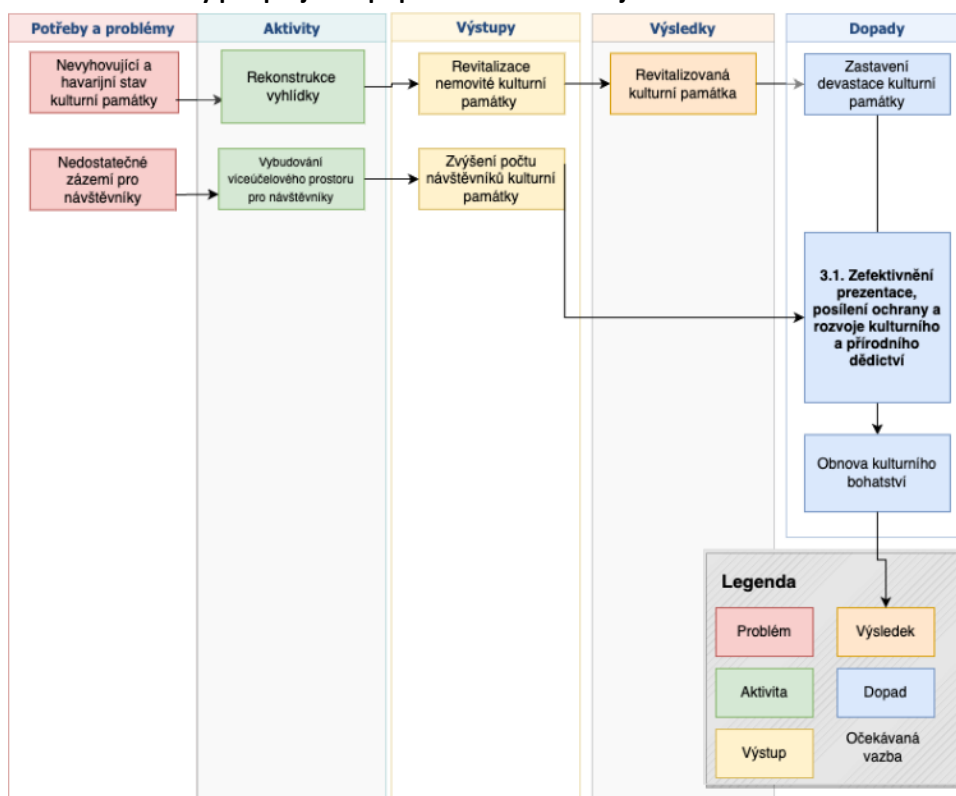 Potřeby a problémy
Aktivity
Výstupy
Výsledky
Dopady
Nevyhovující a
havarijní stav
kulturní památky
Rekonstrukce
vyhlídky
Revitalizace
nemovité kulturní
památky
Revitalizovaná
kulturní památka
Zastavení
devastace kulturní
památky
Nedostatečné
zázemí pro
návštěvníky
Vybudování
víceúčelového prostoru
pro návštěvníky
Zvýšení počtu
návštěvníků kulturní
památky
3.1. Zefektivnění
prezentace,
posílení ochrany a
rozvoje kulturního
a přírodního
dědictví
Obnova kulturního
bohatství
Legenda
Problém
Výsledek
Aktivita
Dopad
Výstup
Očekávaná
vazba